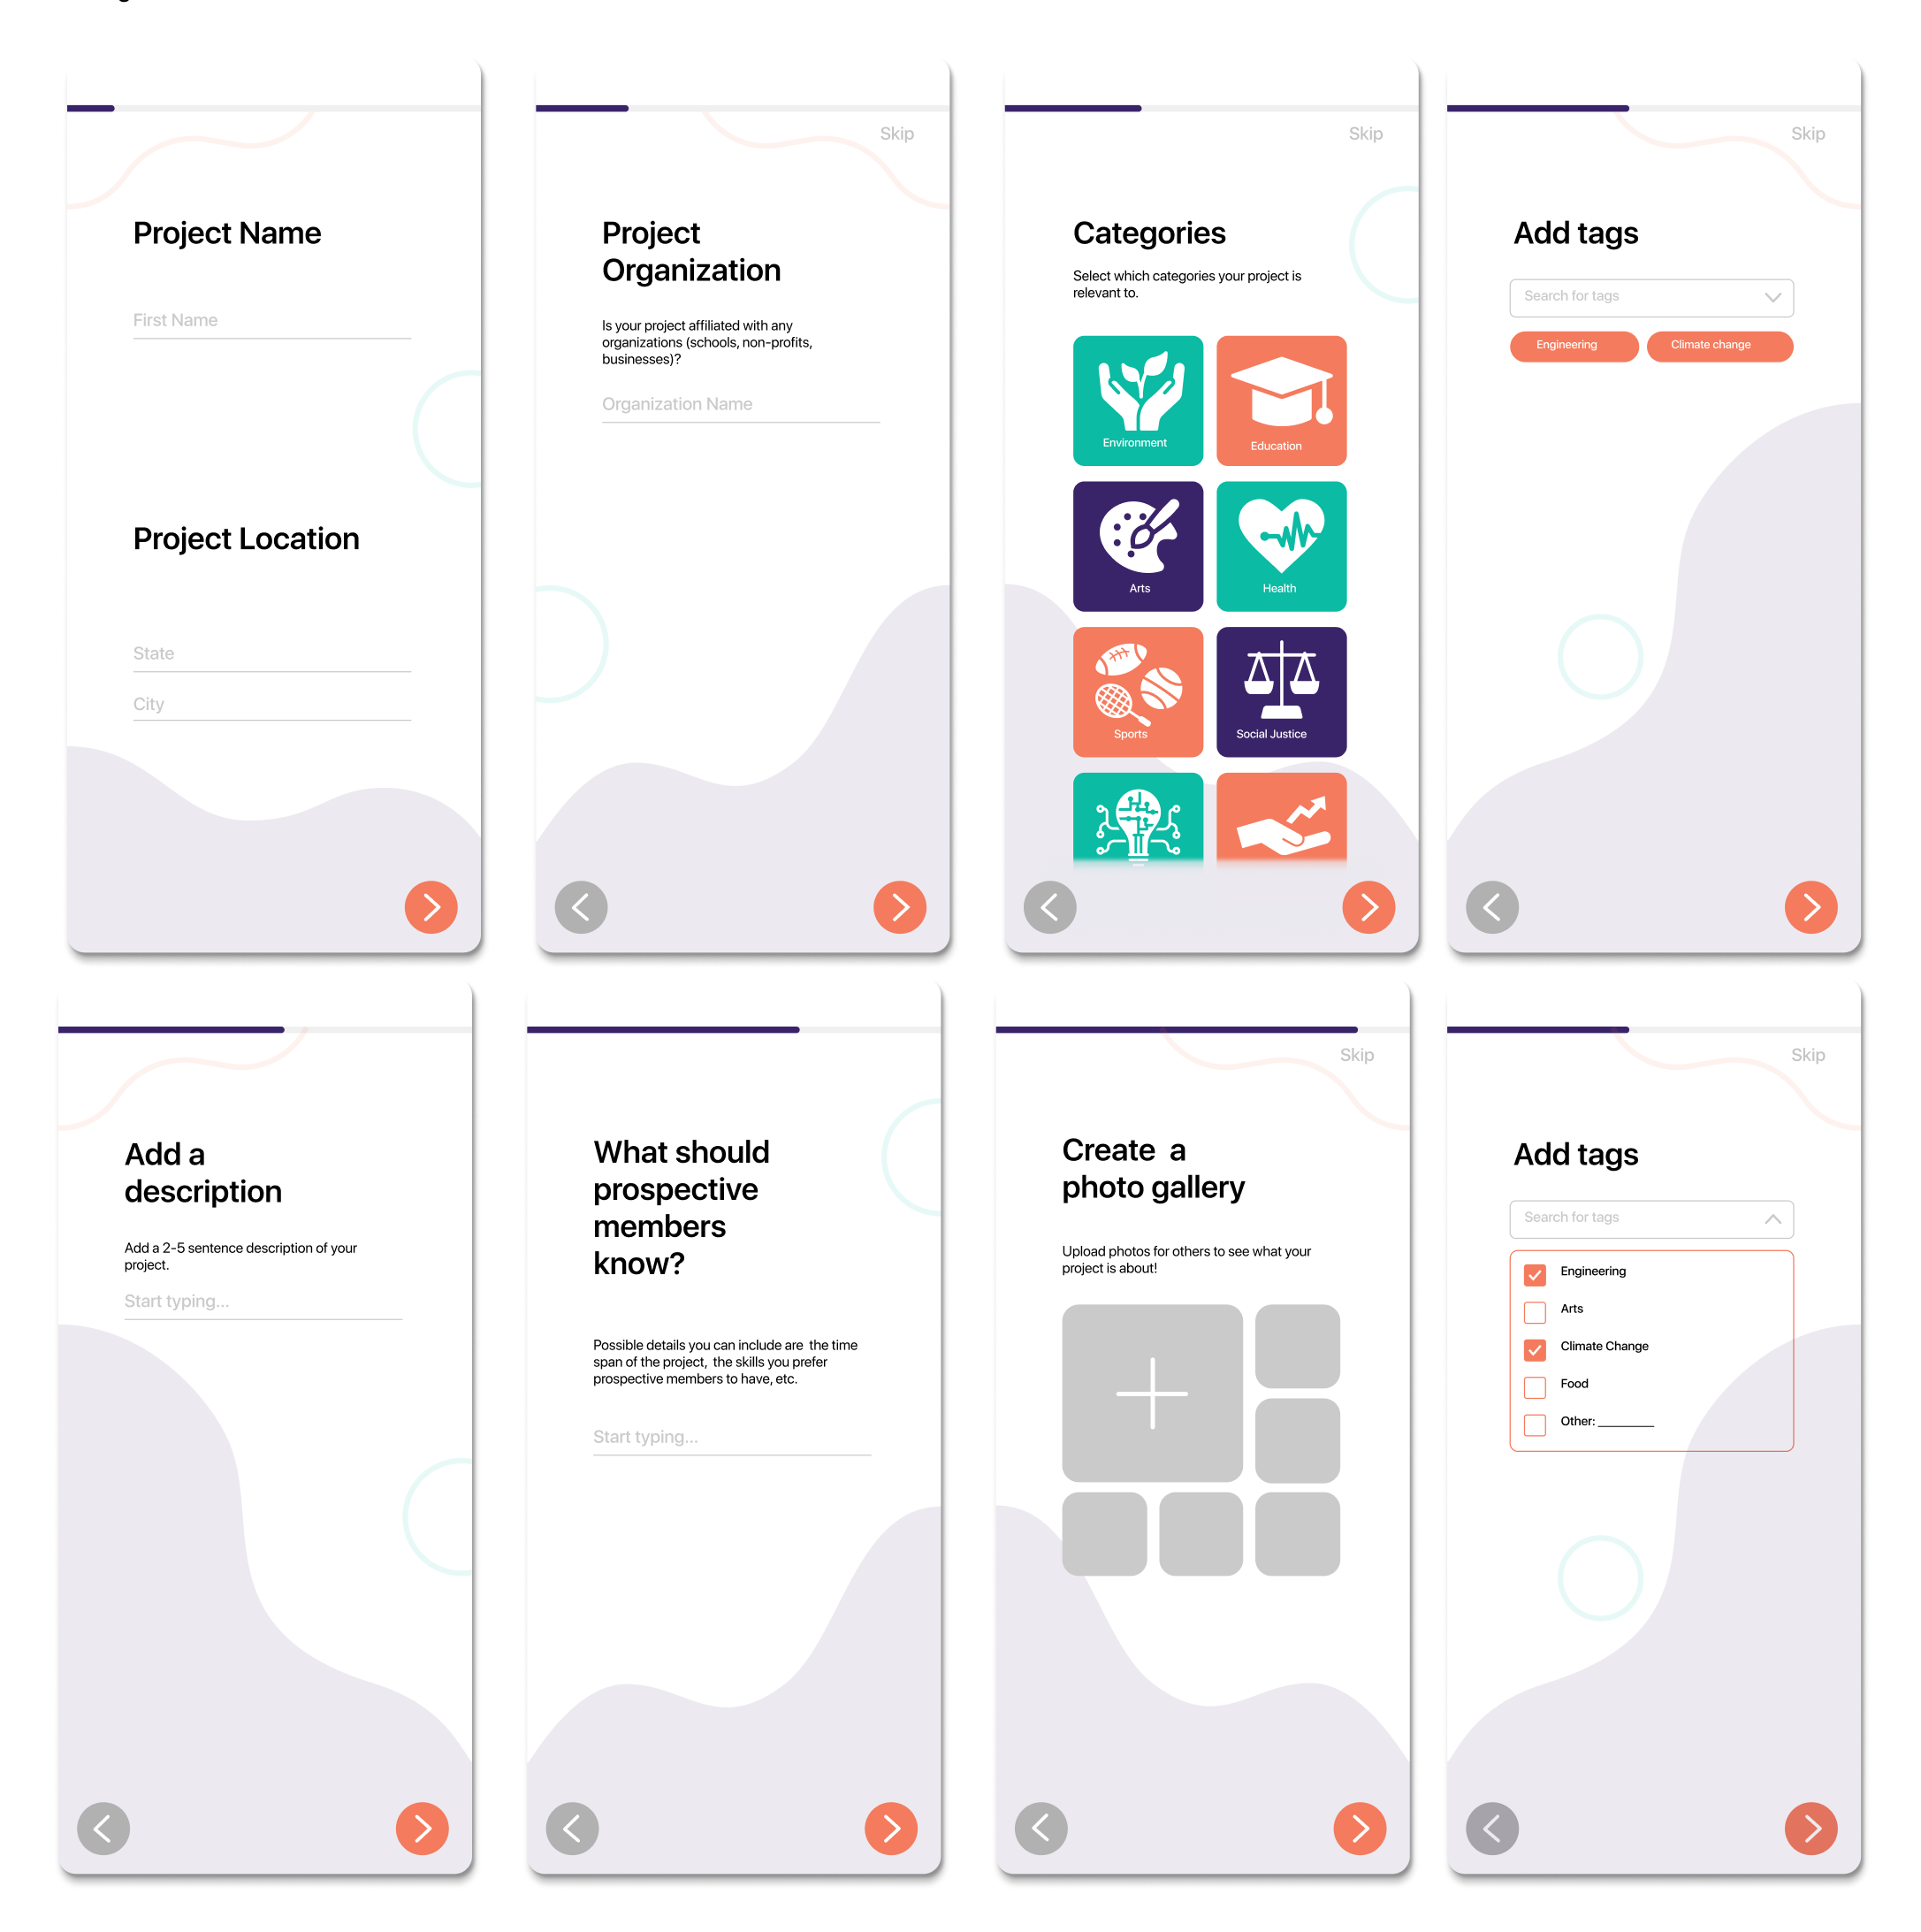 Project Name
First Name
Project Location
State
City
Skip
Project
Organization
Is your project affiliated with any
organizations (schools, non-profits,
businesses)?
Organization Name
Skip
Categories
Select which categories your project is
relevant to.
Environment
Education
Arts
Health
Sports
Social Justice
Skip
Add tags
Search for tags
Engineering
Climate change
Add a
description
Add a 2-5 sentence description of your
project.
Start typing...
What should
prospective
members
know?
Possible details you can include are the time
span of the project, the skills you prefer
prospective members to have, etc.
Start typing...
Skip
Create a
photo gallery
Upload photos for others to see what your
project is about!
Skip
Add tags
Search for tags
Engineering
Arts
Climate Change
Food
Other: ________